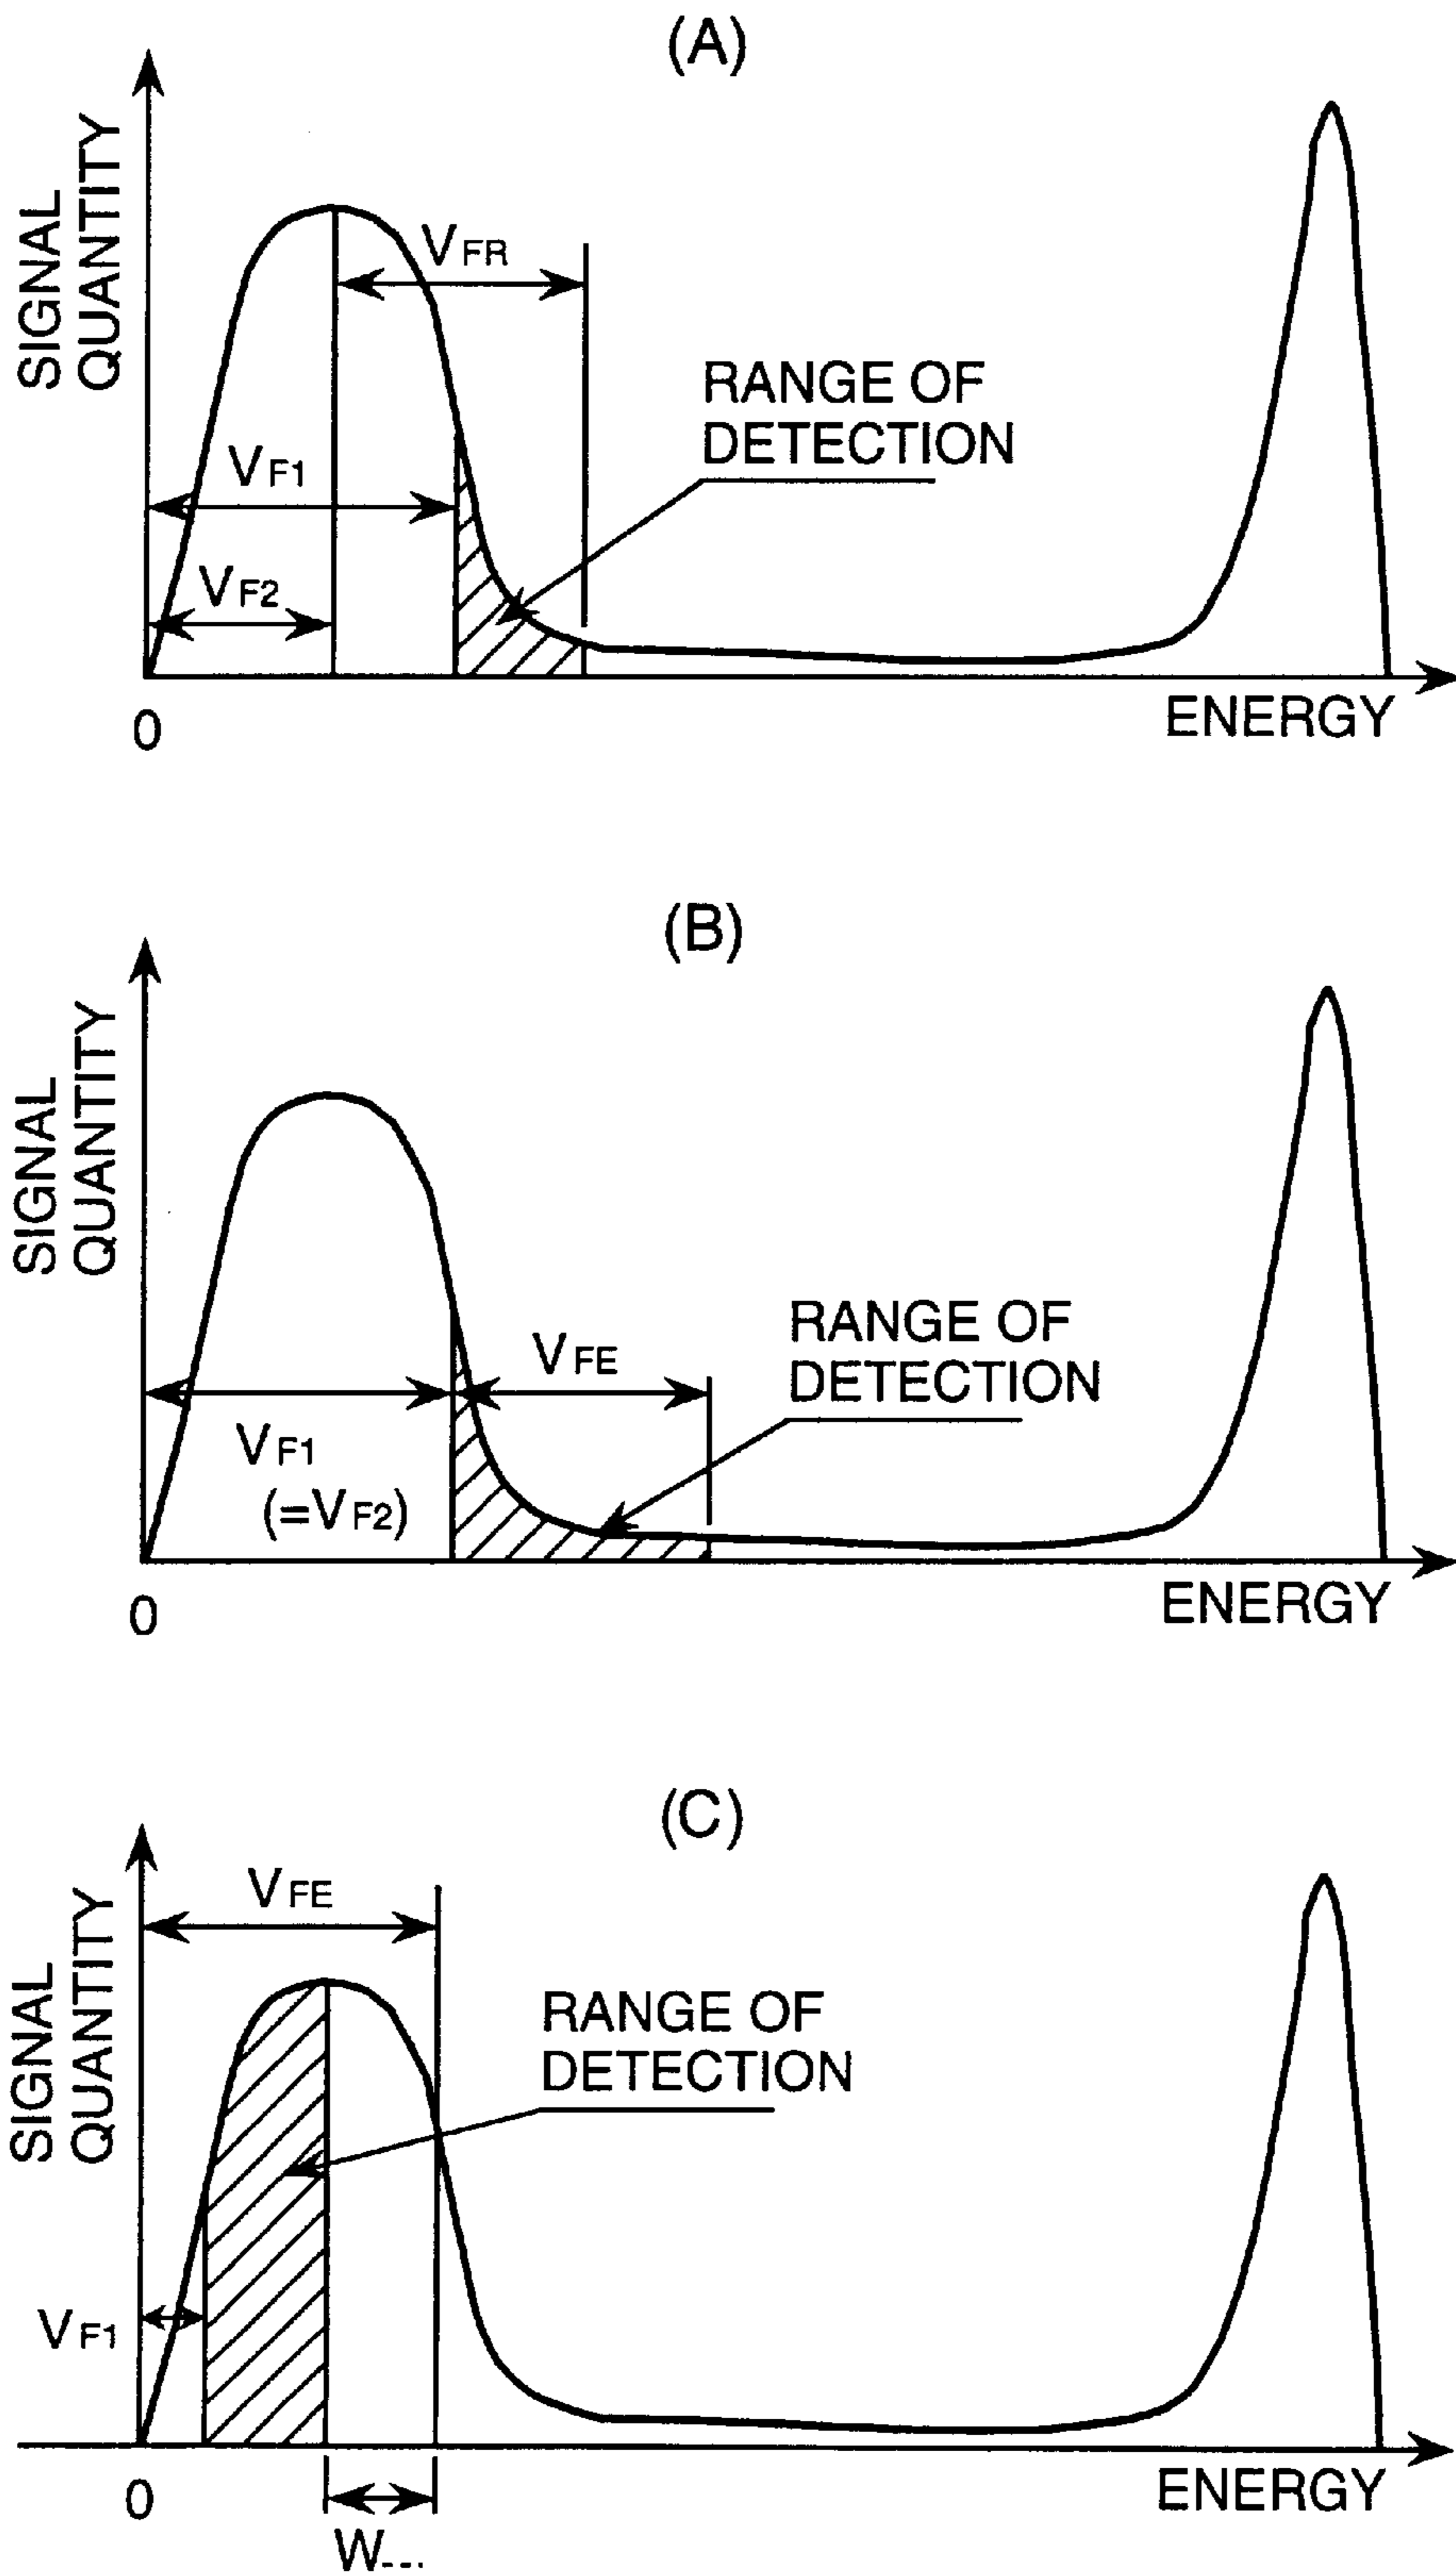 (A)
SIGNAL
QUANTITY
VFR
RANGE OF
DETECTION
VF1
VF2
0
ENERGY
(B)
SIGNAL
QUANTITY
RANGE OF
DETECTION
VFE
VF1
(=VF2)
0
ENERGY
(C)
VFE
SIGNAL
QUANTITY
RANGE OF
DETECTION
VF1
0
ENERGY
W